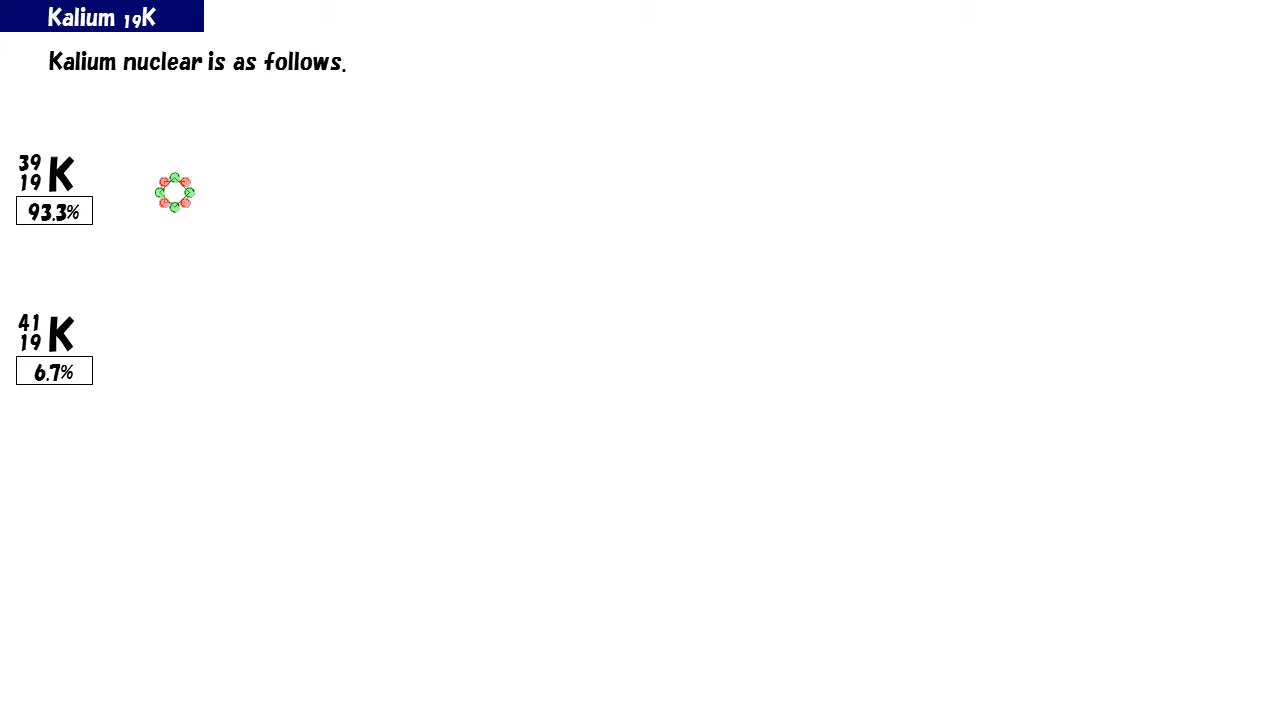 Kalium 19K
Kalium nuclear is as follows.
39
19 K
93.3%
41
19 K
6.7%